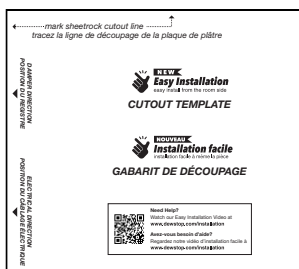 mark sheetrock cutout line
tracez la ligne de découpage de la plaque de plâtre
DAMPER DIRECTION
POSITION DU REGISTRE
NEW
Easy Installation
easy install from the room side
CUTOUT TEMPLATE
NOUVEAU
Installation facile
installation facile à même la pièce
GABARIT DE DÉCOUPAGE
ELECTRICAL DIRECTION
POSITION DU CÂBLAGE ÉLECTRIQUE
Need Help?
Watch our Easy Installation Video at
www.dewstop.com/installation
Avez-vous besoin d'aide?
Regardez notre vidéo d'installation facile à
www.dewstop.com/installation